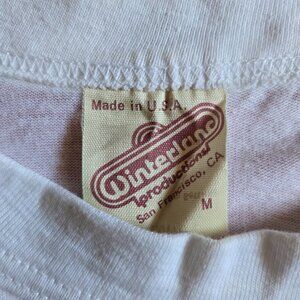 Made in U.S.A.
Winterland
productions
San Francisco, CA
M